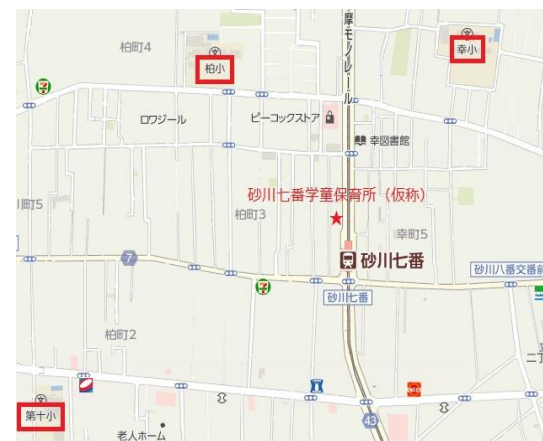 柏町4
柏小
幸小
摩モノレール
ロワジール
ピーコックストア
幸図書館
砂川七番学童保育所（仮称）
川町5
柏町3
幸町5
砂川七番
7
砂川八番交番前
砂川七番
柏町2
第十小
43
老人ホーム